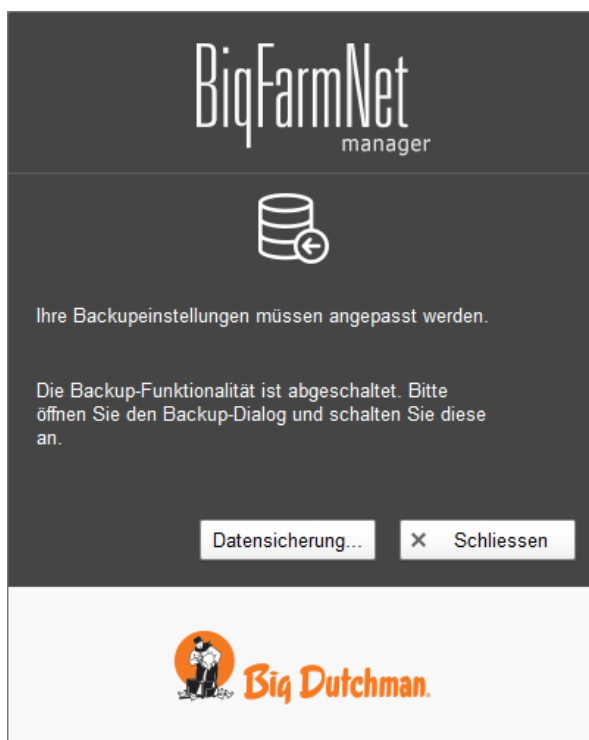 BigFarmNet
manager
Ihre Backupeinstellungen müssen angepasst werden.
Die Backup-Funktionalität ist abgeschaltet. Bitte
öffnen Sie den Backup-Dialog und schalten Sie diese
an.
Datensicherung...
Schliessen
Big Dutchman.